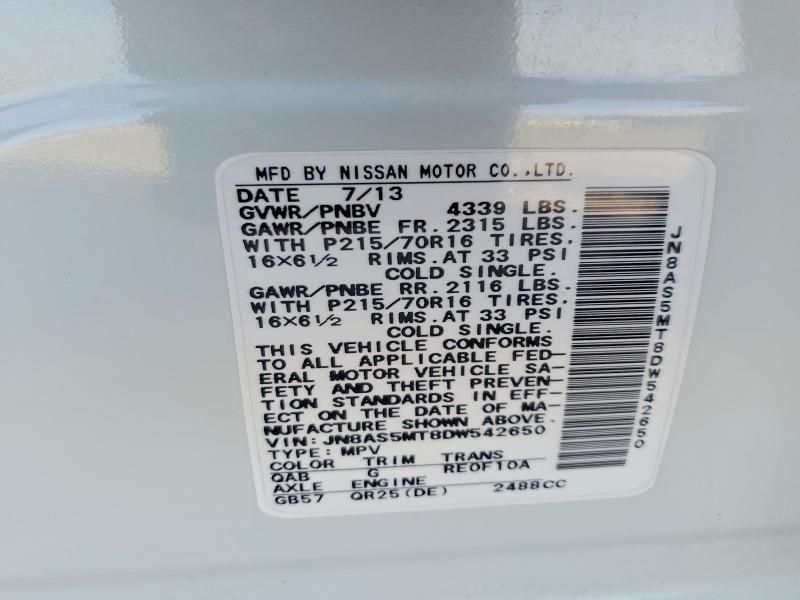 MFD BY NISSAN MOTOR CO.,LTD.
DATE 7/13
GVWR/PNBV 4339 LBS.
GAWR/PNBE FR. 2315 LBS.
WITH P215/70R16 TIRES,
16X6½ RIMS.AT 33 PSI
COLD SINGLE.
GAWR/PNBE RR. 2116 LBS.
WITH P215/70R16 TIRES,
16X6½ RIMS.AT 33 PSI
COLD SINGLE.
THIS VEHICLE CONFORMS
TO ALL APPLICABLE FED-
ERAL MOTOR VEHICLE SA-
FETY AND THEFT PREVEN-
TION STANDARDS IN EFF-
ECT ON THE DATE OF MA-
NUFACTURE SHOWN ABOVE.
VIN: JN8AS5MT8DW542650
TYPE: MPV
COLOR TRIM TRANS
QAB G RE0F10A
AXLE ENGINE
GB57 QR25(DE) 2488CC
JN8AS5MT8DW542650